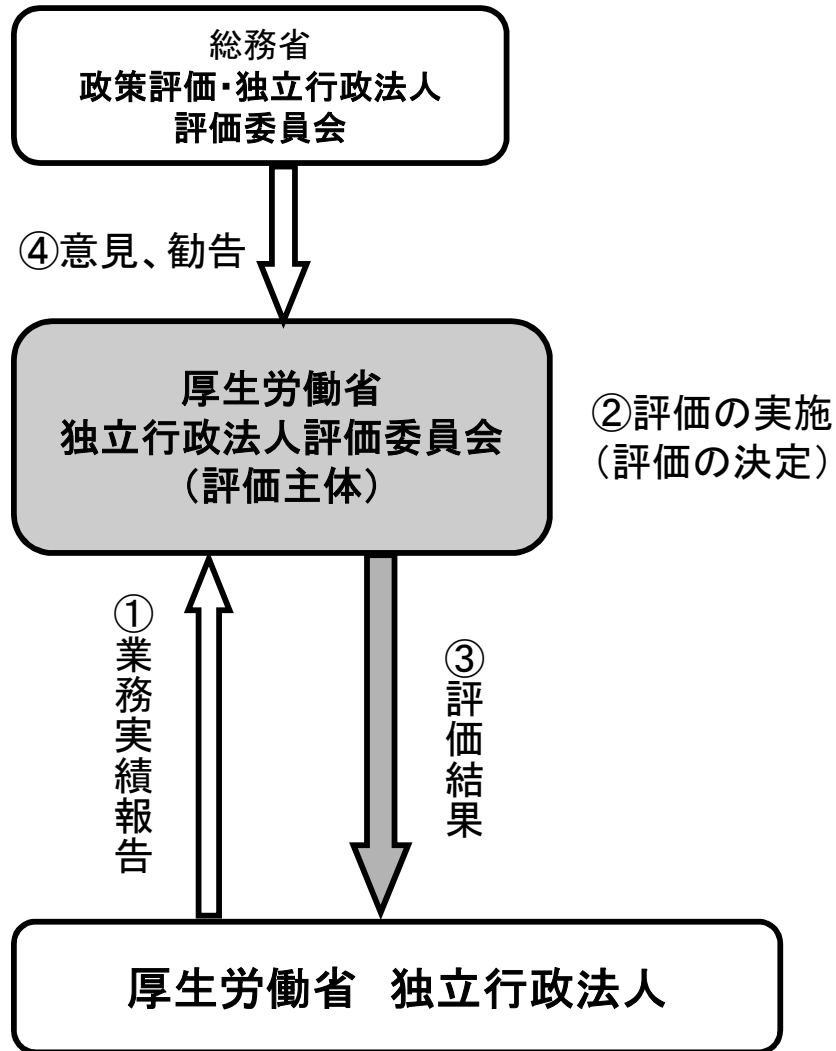 総務省
政策評価・独立行政法人
評価委員会
④意見、勧告
厚生労働省
独立行政法人評価委員会
（評価主体）
②評価の実施
（評価の決定）
①業務実績報告
③評価結果
厚生労働省　独立行政法人